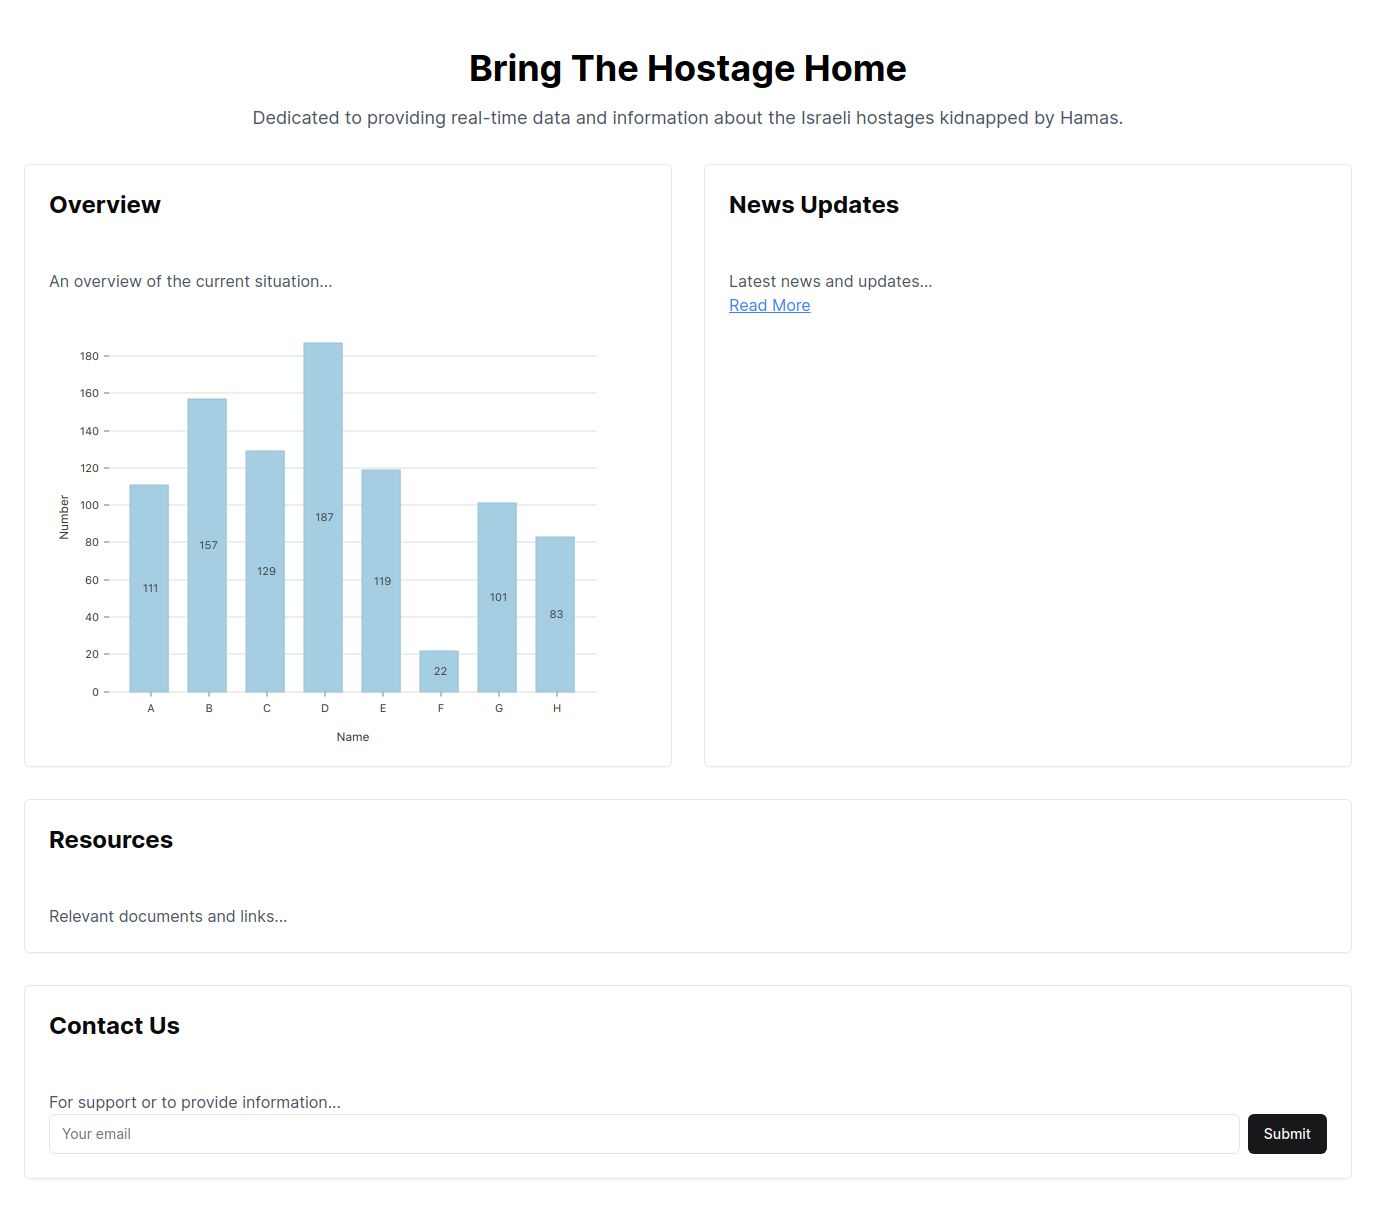 Bring The Hostage Home
Dedicated to providing real-time data and information about the Israeli hostages kidnapped by Hamas.
Overview
An overview of the current situation...
180
160
140
120
100
80
60
40
20
0
Number
111
157
129
187
119
22
101
83
A B C D E F G H
Name
News Updates
Latest news and updates...
Read More
Resources
Relevant documents and links...
Contact Us
For support or to provide information...
Your email
Submit